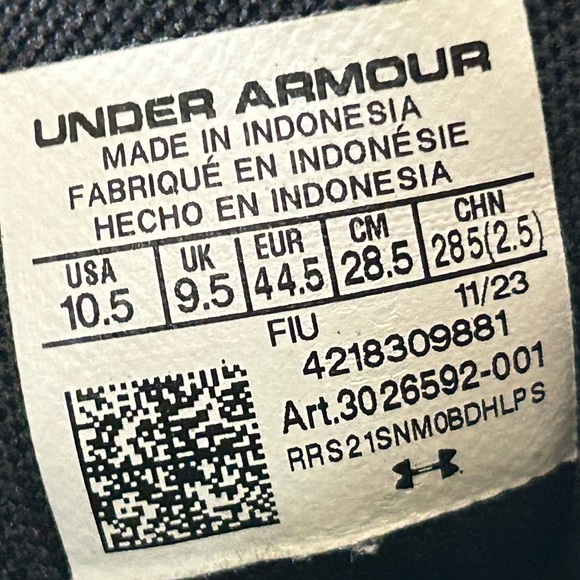 UNDER ARMOUR
MADE IN INDONESIA
FABRIQUÉ EN INDONÉSIE
HECHO EN INDONESIA
USA UK EUR CM CHN
10.5 9.5 44.5 28.5 285(2.5)
FIU 11/23
4218309881
Art.3026592-001
RRS21SNM0BDHLPS